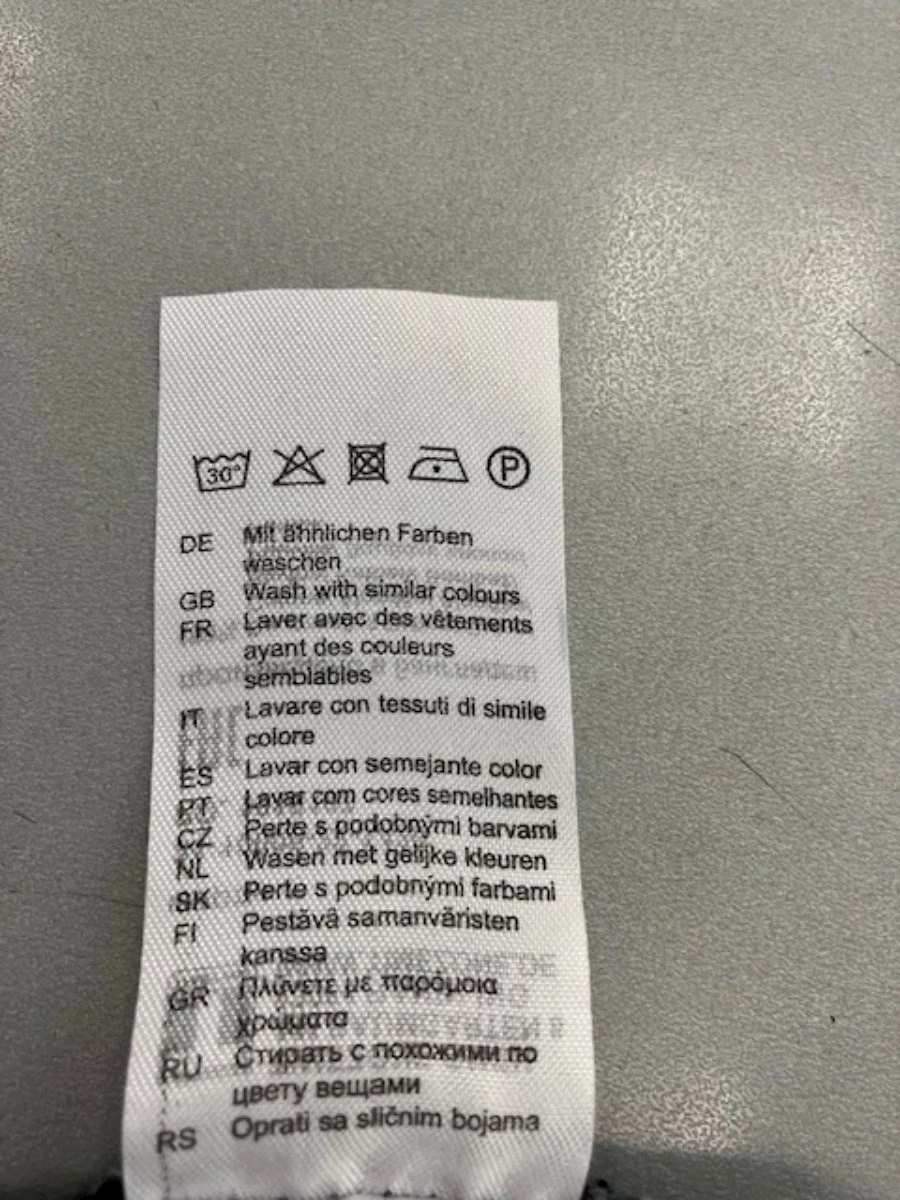 30°
P
DE Mit ähnlichen Farben
waschen
GB Wash with similar colours
FR Laver avec des vêtements
ayant des couleurs
semblables
IT Lavare con tessuti di simile
colore
ES Lavar con semejante color
PT Lavar com cores semelhantes
CZ Perte s podobnými barvami
NL Wasen met gelijke kleuren
SK Perte s podobnými farbami
FI Pestävä samanväristen
kanssa
GR Πλύνετε με παρόμοια
χρώματα
RU Стирать с похожими по
цвету вещами
RS Oprati sa sličnim bojama